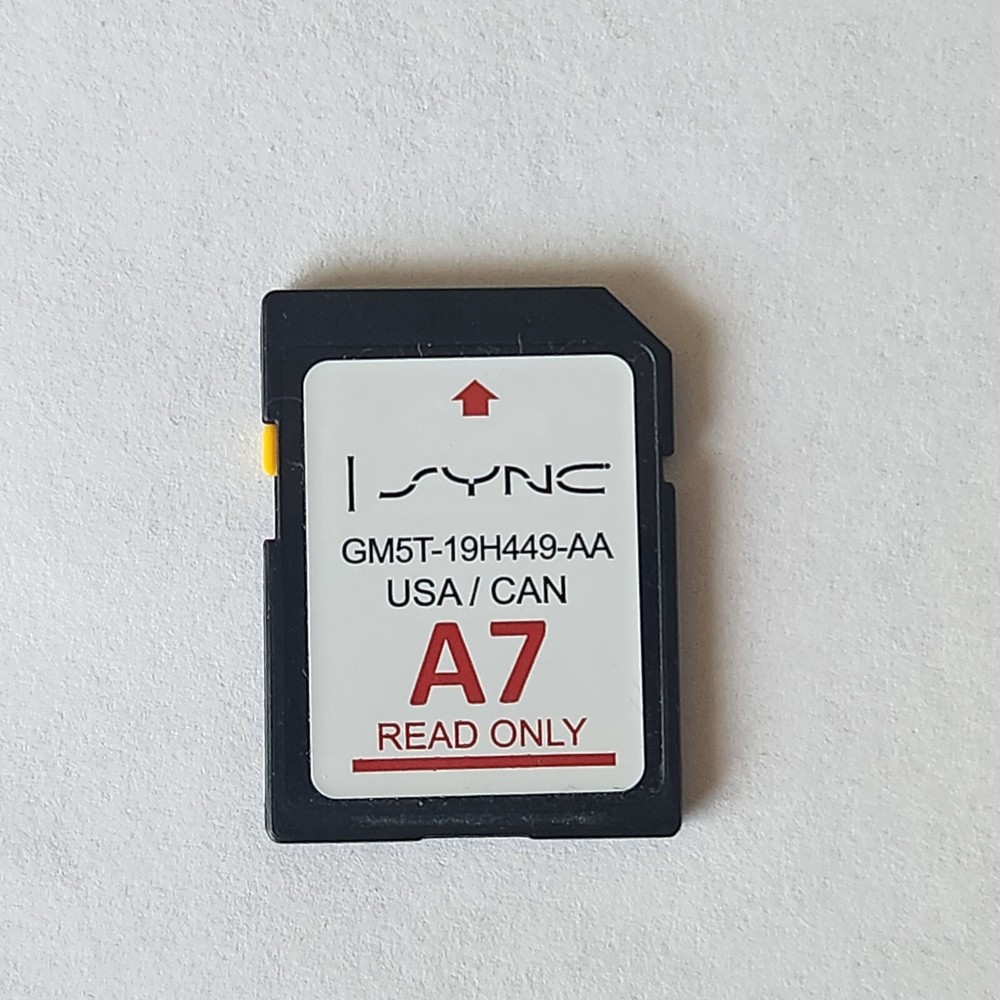 SYNC
GM5T-19H449-AA
USA / CAN
A7
READ ONLY